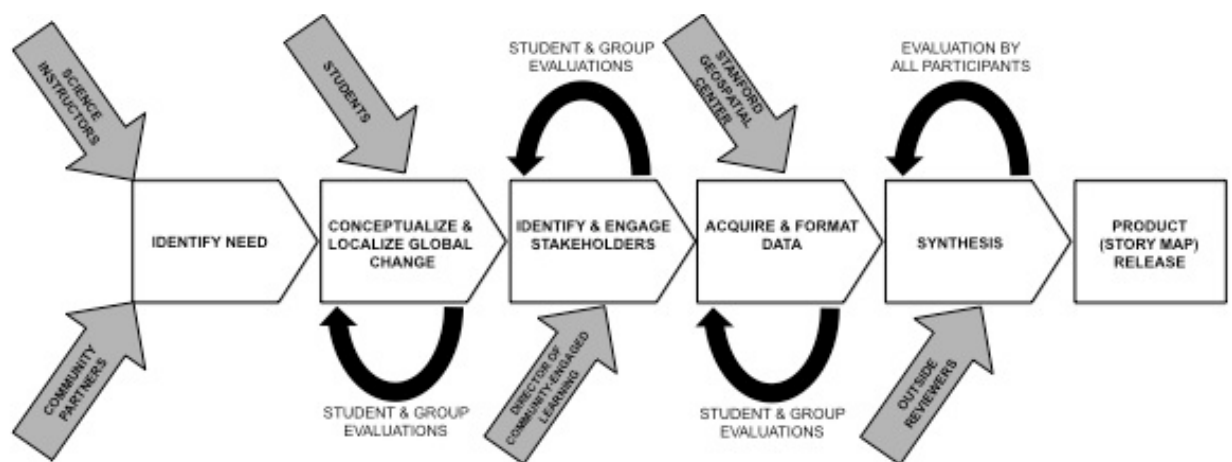 SCIENCE
INSTRUCTORS
STUDENTS
STUDENT & GROUP
EVALUATIONS
STANFORD
GEOSPATIAL
CENTER
EVALUATION BY
ALL PARTICIPANTS
IDENTIFY NEED
CONCEPTUALIZE &
LOCALIZE GLOBAL
CHANGE
IDENTIFY & ENGAGE
STAKEHOLDERS
ACQUIRE & FORMAT
DATA
SYNTHESIS
PRODUCT
(STORY MAP)
RELEASE
COMMUNITY
PARTNERS
STUDENT & GROUP
EVALUATIONS
DIRECTOR OF
COMMUNITY-ENGAGED
LEARNING
STUDENT & GROUP
EVALUATIONS
OUTSIDE
REVIEWERS